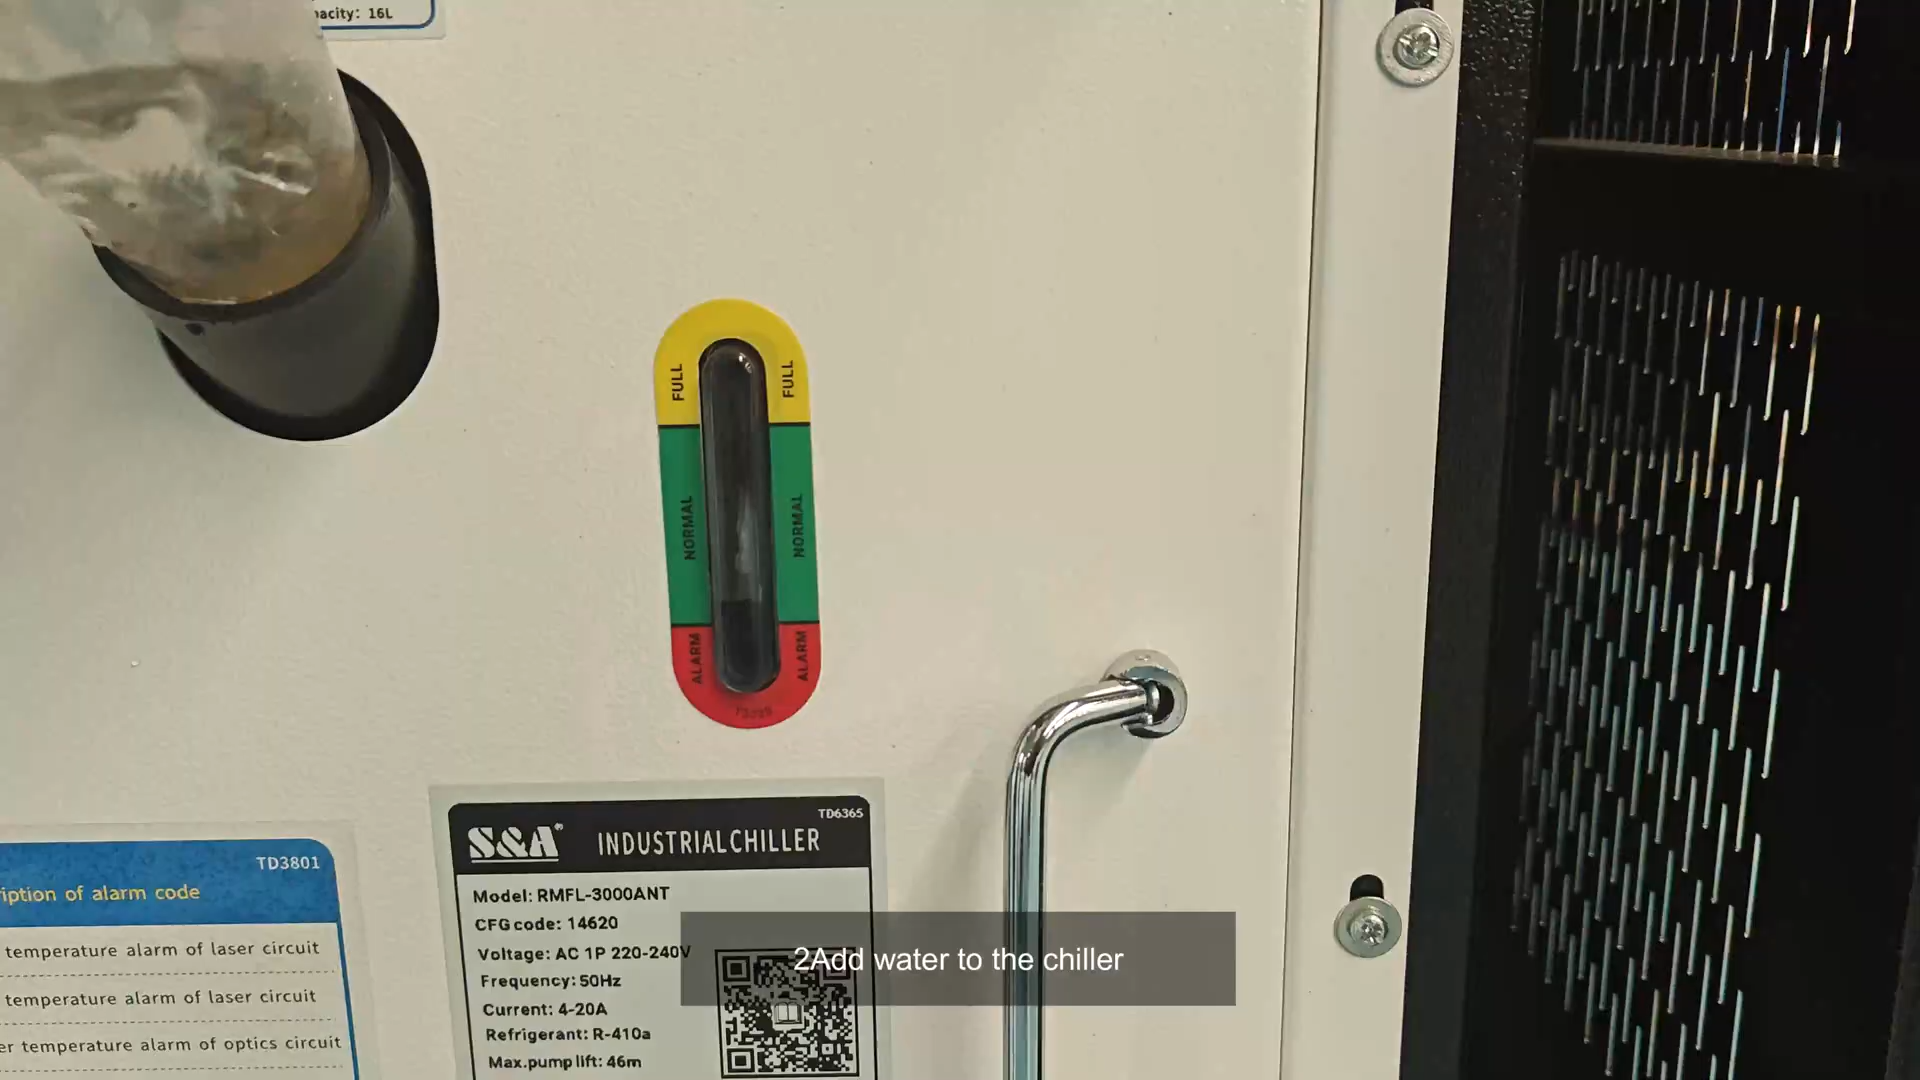 acity: 16L
FULL FULL
NORMAL NORMAL
ALARM ALARM
TD6365
S&A® INDUSTRIAL CHILLER
Model: RMFL-3000ANT
CFG code: 14620
Voltage: AC 1P 220-240V
Frequency: 50Hz
Current: 4-20A
Refrigerant: R-410a
Max.pump lift: 46m
TD3801
iption of alarm code
temperature alarm of laser circuit
temperature alarm of laser circuit
er temperature alarm of optics circuit
2Add water to the chiller